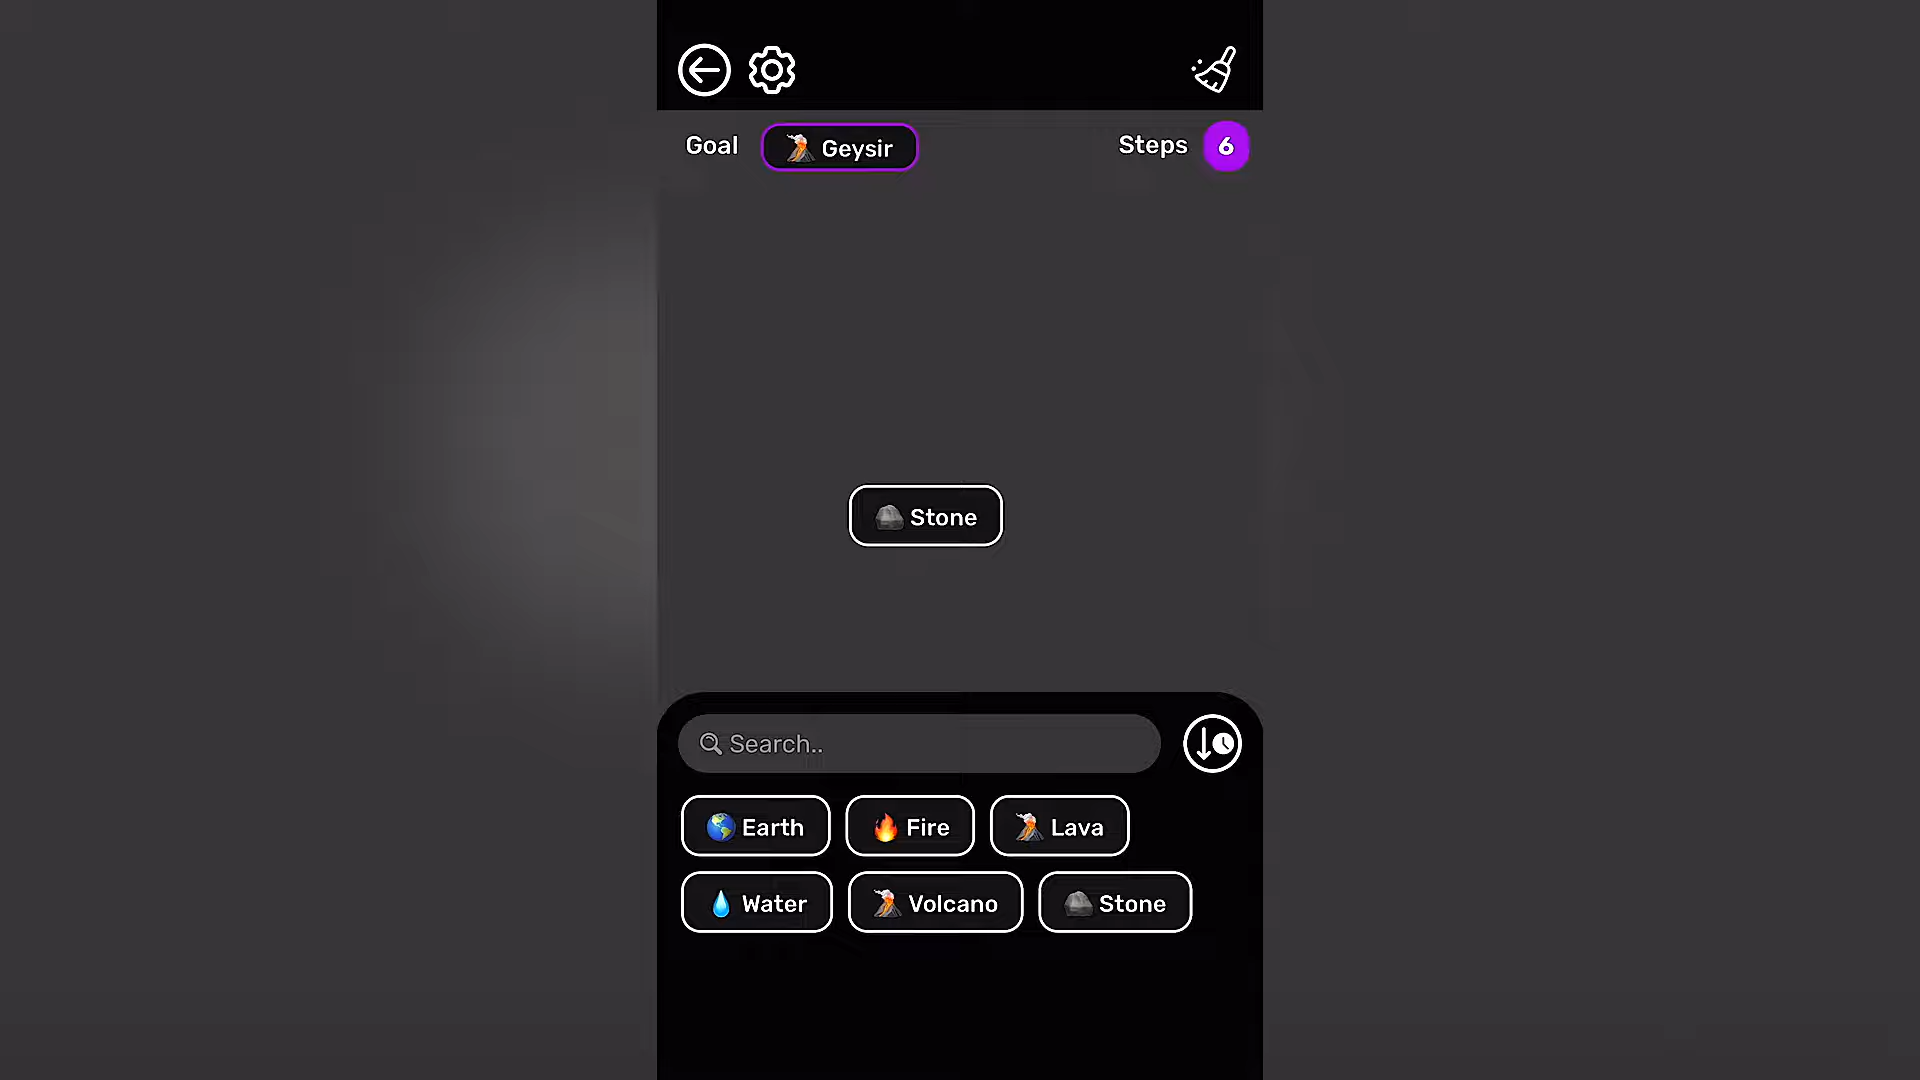 Goal Geysir Steps 6
Stone
Search..
Earth Fire Lava
Water Volcano Stone